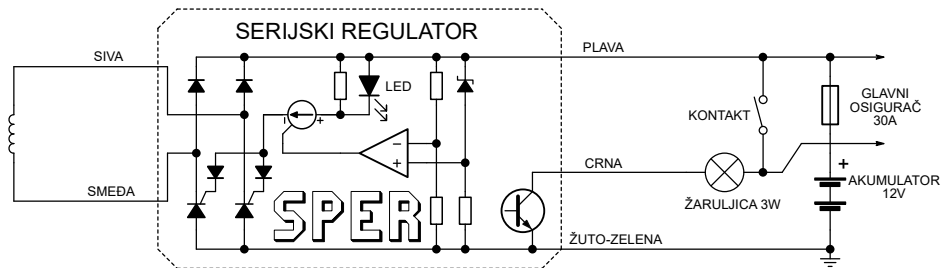 SERIJSKI REGULATOR
SIVA
PLAVA
LED
GLAVNI
OSIGURAČ
30A
KONTAKT
CRNA
SMEĐA
SPER
ŽARULJICA 3W
AKUMULATOR
12V
ŽUTO-ZELENA